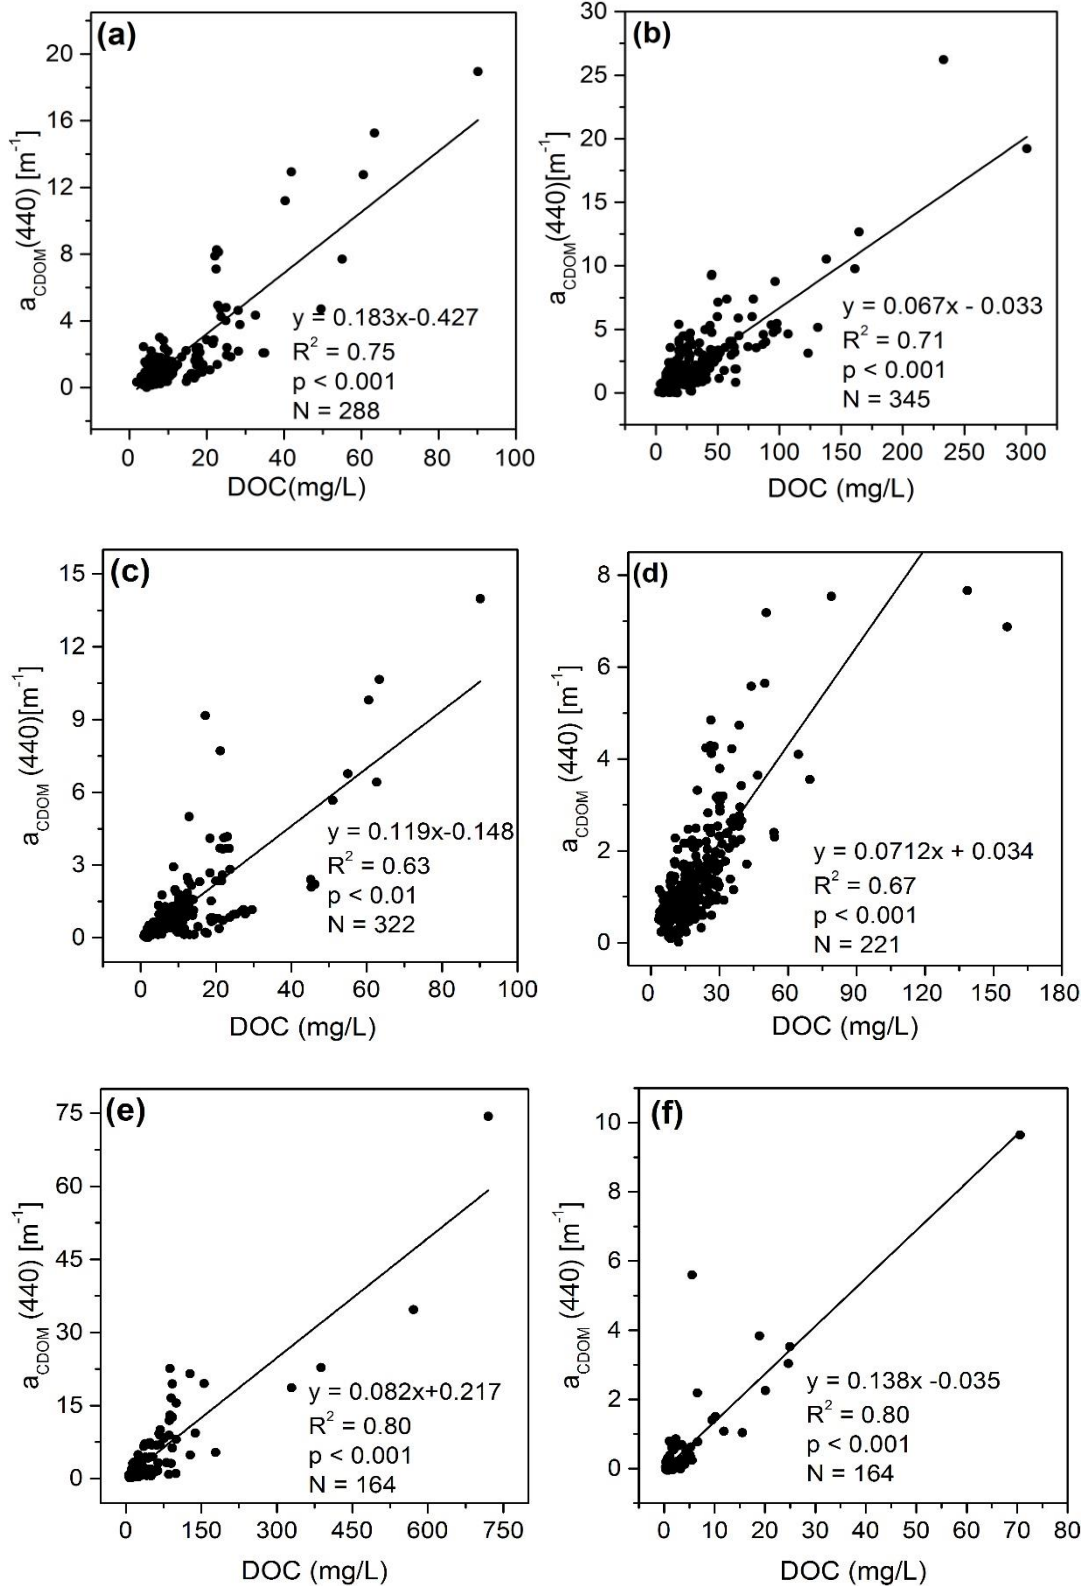 (a)
20
16
12
8
4
0
a_CDOM(440) [m⁻¹]
y = 0.183x-0.427
R² = 0.75
p < 0.001
N = 288
0 20 40 60 80 100
DOC(mg/L)
(b)
30
25
20
15
10
5
0
a_CDOM(440)[m⁻¹]
y = 0.067x - 0.033
R² = 0.71
p < 0.001
N = 345
0 50 100 150 200 250 300
DOC (mg/L)
(c)
15
12
9
6
3
0
a_CDOM (440)[m⁻¹]
y = 0.119x-0.148
R² = 0.63
p < 0.01
N = 322
0 20 40 60 80 100
DOC (mg/L)
(d)
8
6
4
2
0
a_CDOM (440) [m⁻¹]
y = 0.0712x + 0.034
R² = 0.67
p < 0.001
N = 221
0 30 60 90 120 150 180
DOC (mg/L)
(e)
75
60
45
30
15
0
a_CDOM (440) [m⁻¹]
y = 0.082x+0.217
R² = 0.80
p < 0.001
N = 164
0 150 300 450 600 750
DOC (mg/L)
(f)
10
8
6
4
2
0
a_CDOM (440) [m⁻¹]
y = 0.138x -0.035
R² = 0.80
p < 0.001
N = 164
0 10 20 30 40 50 60 70 80
DOC (mg/L)